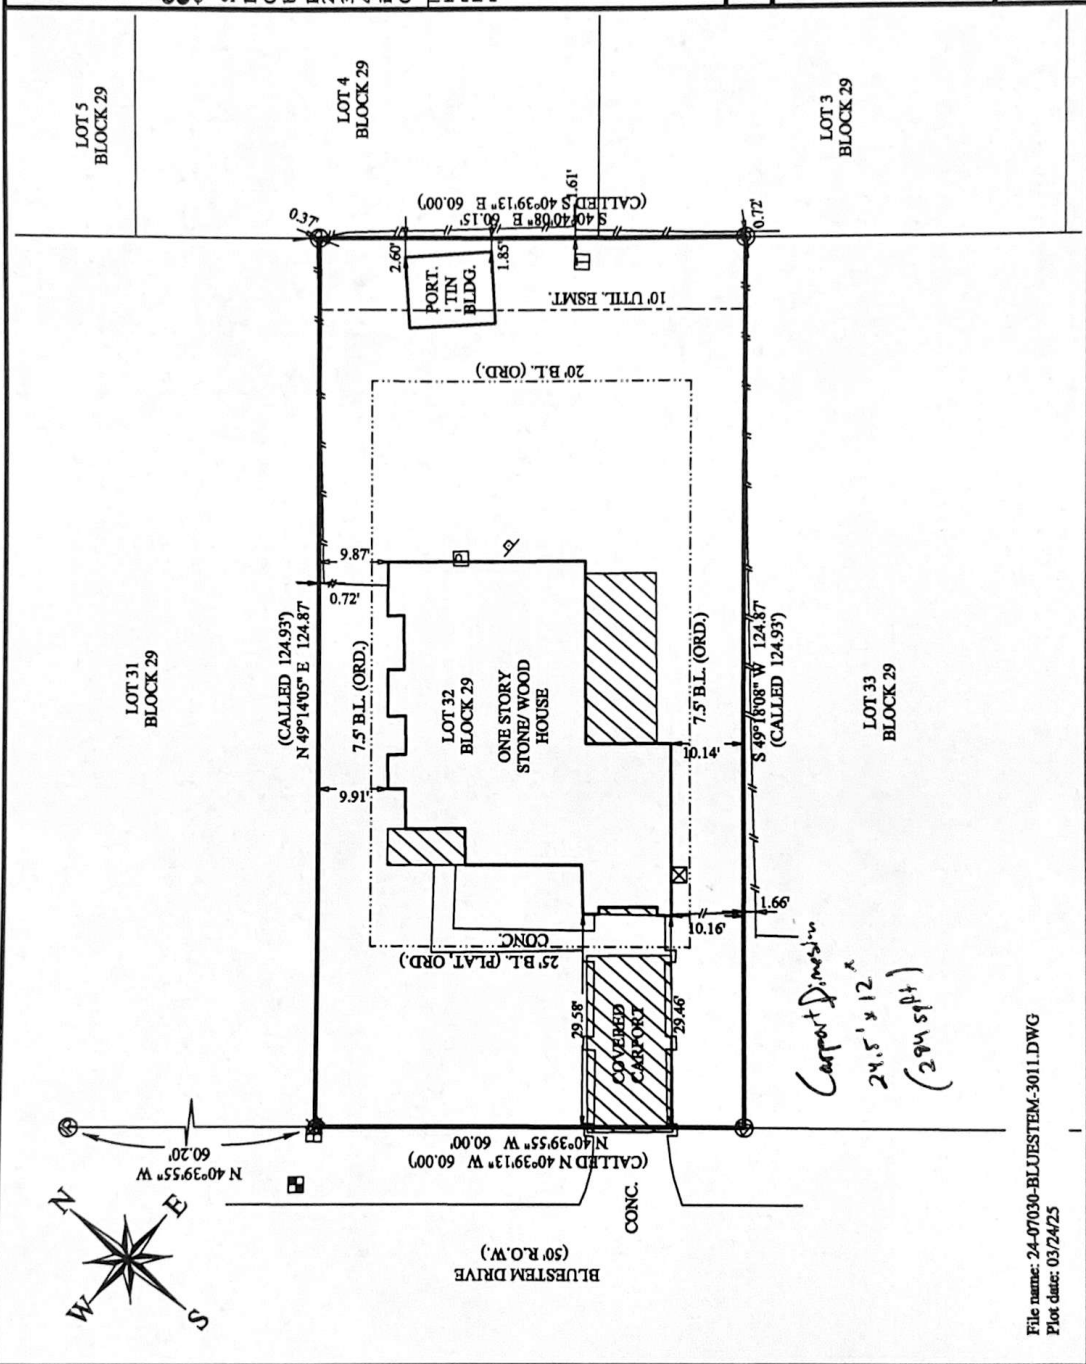 LOT 5
BLOCK 29
LOT 4
BLOCK 29
LOT 3
BLOCK 29
0.37'
(CALLED S 40°39'13" E 60.00')
S 40°40'08" E 60.15'
1.61'
0.72'
2.60'
1.85'
PORT.
TIN
BLDG.
10' UTIL. ESMT.
20' B.L. (ORD.)
LOT 31
BLOCK 29
(CALLED 124.93')
N 49°14'05" E 124.87'
9.87'
0.72'
7.5' B.L. (ORD.)
9.91'
LOT 32
BLOCK 29
ONE STORY
STONE/ WOOD
HOUSE
7.5' B.L. (ORD.)
10.14'
S 49°18'08" W 124.87'
(CALLED 124.93')
LOT 33
BLOCK 29
1.66'
10.16'
CONC.
25' B.L. (PLAT, ORD.)
29.58'
COVERED
CARPORT
29.46'
Carport Dimension
24.5' x 12'
(294 sqft)
N 40°39'55" W 60.00'
(CALLED N 40°39'13" W 60.00')
N 40°39'55" W
60.20'
CONC.
BLUESTEM DRIVE
(50' R.O.W.)
N
E
W
S
File name: 24-07030-BLUESTEM-3011.DWG
Plot date: 03/24/25